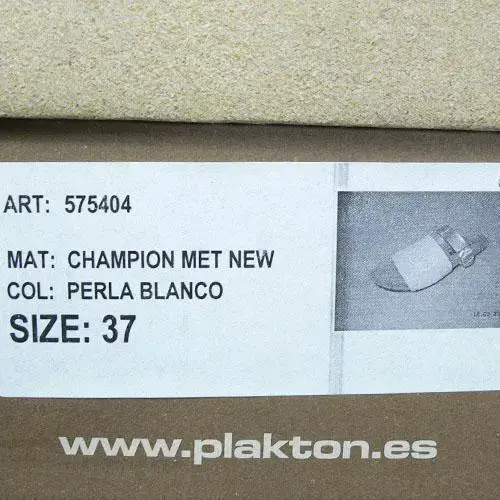 ART: 575404
MAT: CHAMPION MET NEW
COL: PERLA BLANCO
SIZE: 37
www.plakton.es